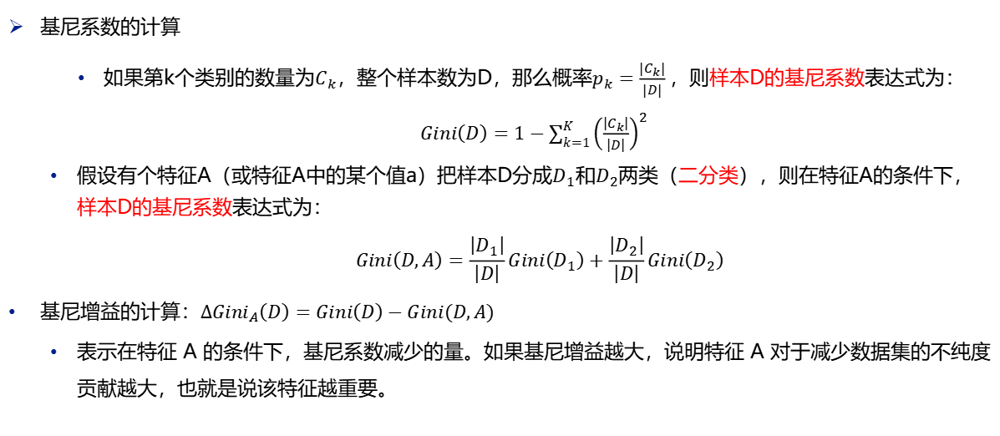 ➢ 基尼系数的计算
• 如果第k个类别的数量为$C_k$，整个样本数为D，那么概率$p_k = \frac{|C_k|}{|D|}$，则样本D的基尼系数表达式为：
$Gini(D) = 1 - \sum_{k=1}^{K} \left(\frac{|C_k|}{|D|}\right)^2$
• 假设有个特征A（或特征A中的某个值a）把样本D分成$D_1$和$D_2$两类（二分类），则在特征A的条件下，
样本D的基尼系数表达式为：
$Gini(D, A) = \frac{|D_1|}{|D|} Gini(D_1) + \frac{|D_2|}{|D|} Gini(D_2)$
• 基尼增益的计算：$\Delta Gini_A(D) = Gini(D) - Gini(D, A)$
• 表示在特征 A 的条件下，基尼系数减少的量。如果基尼增益越大，说明特征 A 对于减少数据集的不纯度
贡献越大，也就是说该特征越重要。